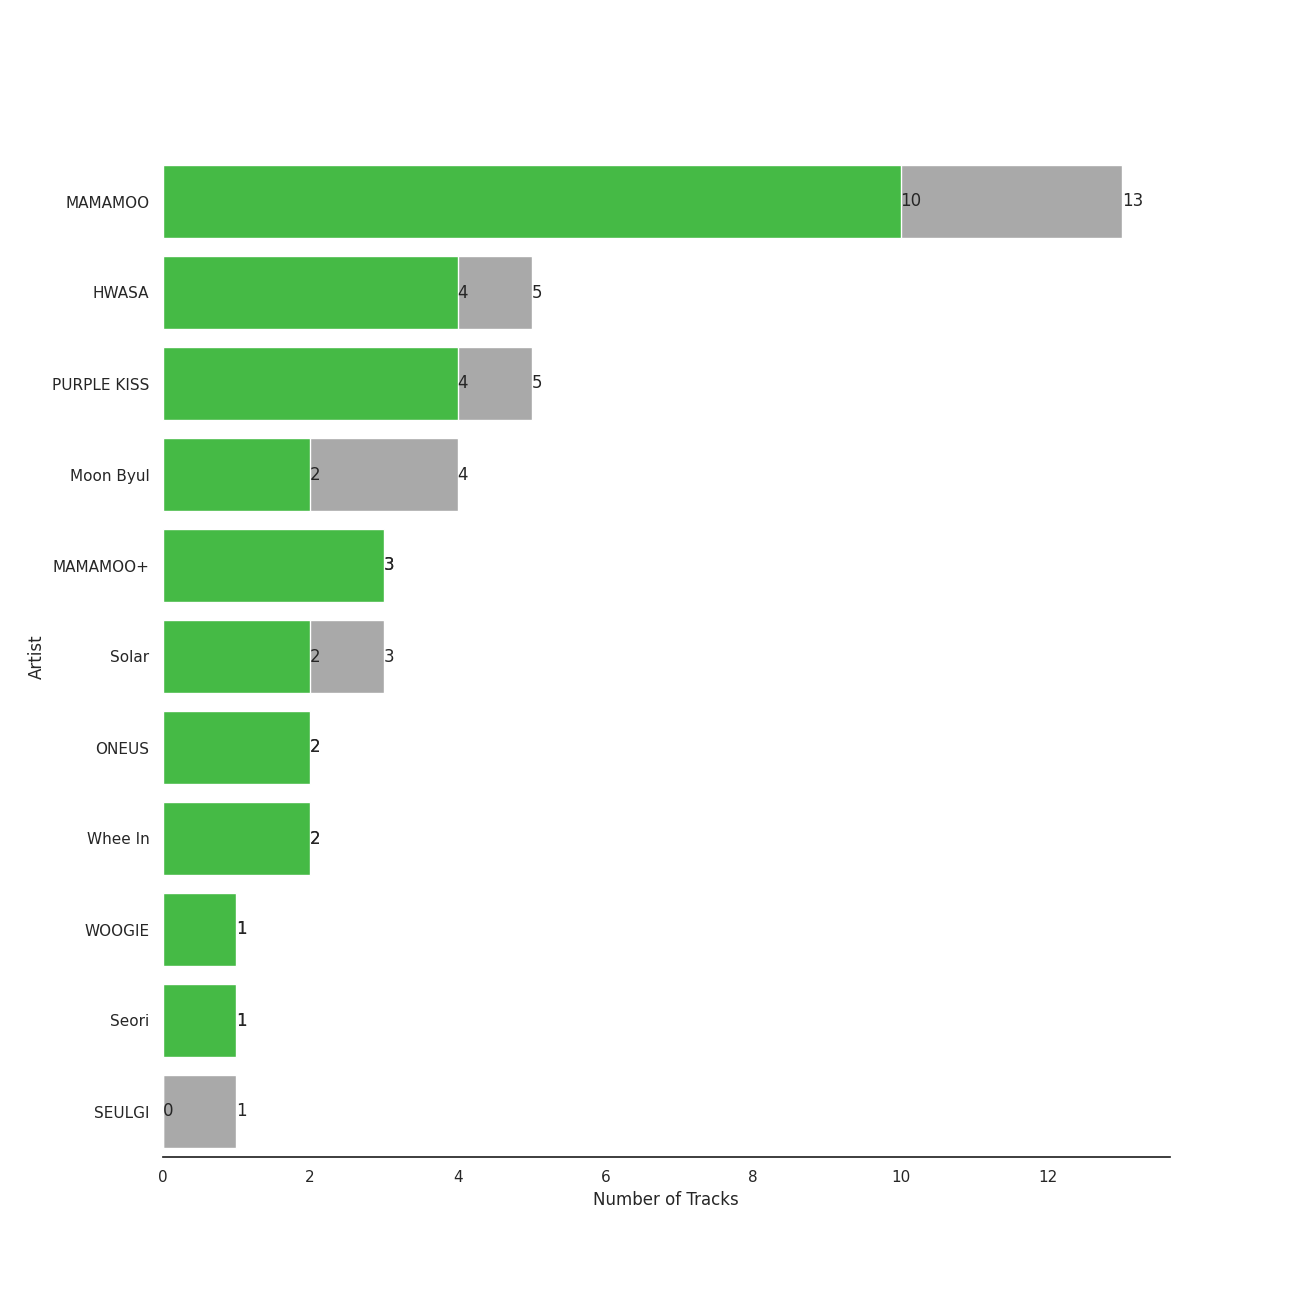 MAMAMOO 10 13
HWASA 4 5
PURPLE KISS 4 5
Moon Byul 2 4
MAMAMOO+ 3
Solar 2 3
ONEUS 2
Whee In 2
WOOGIE 1
Seori 1
SEULGI 0 1
0 2 4 6 8 10 12
Number of Tracks
Artist